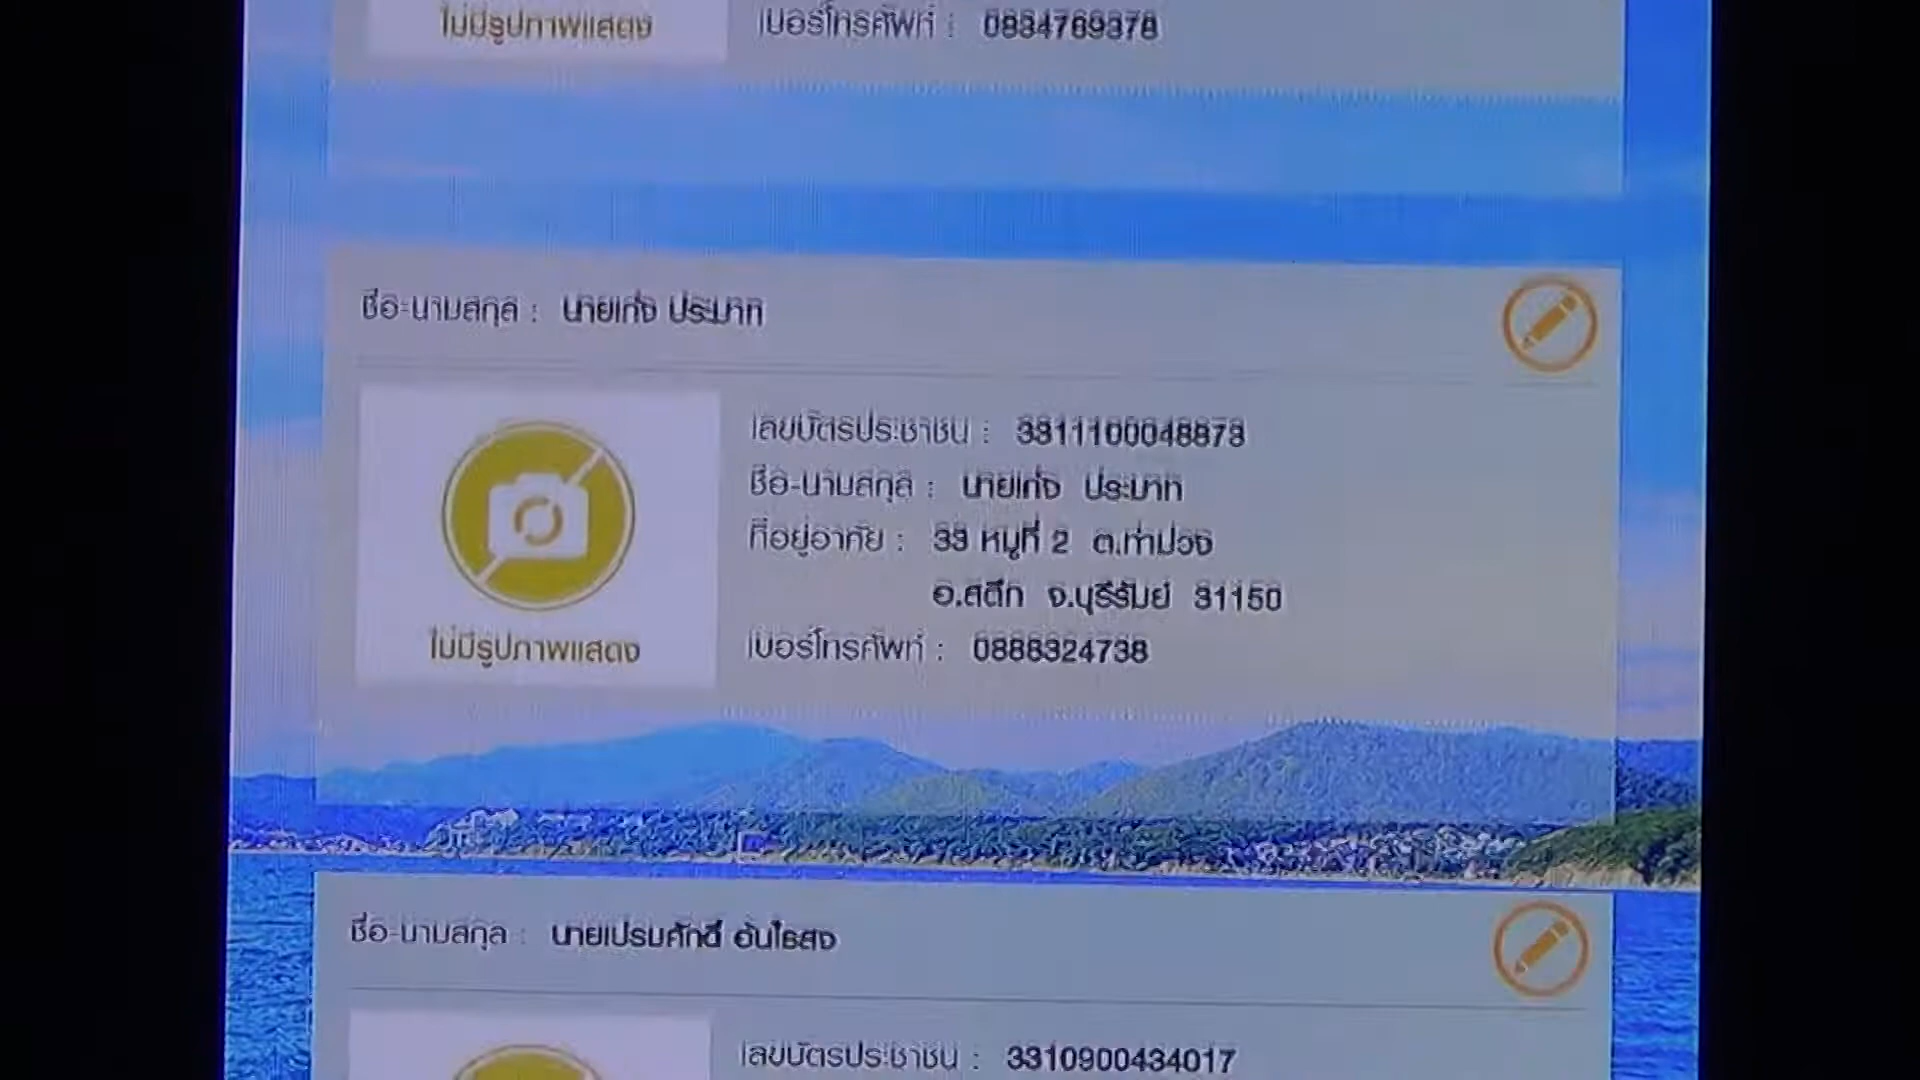 ไม่มีรูปภาพแสดง
เบอร์โทรศัพท์ : 0834769378
ชื่อ-นามสกุล : นายเก่ง ประมาท
เลขบัตรประชาชน : 3311100048873
ชื่อ-นามสกุล : นายเก่ง ประมาท
ที่อยู่อาศัย : 33 หมู่ที่ 2 ต.ท่าม่วง
อ.สตึก จ.บุรีรัมย์ 31150
เบอร์โทรศัพท์ : 0888324738
ไม่มีรูปภาพแสดง
ชื่อ-นามสกุล : นายเปรมศักดิ์
เลขบัตรประชาชน : 3310900434017